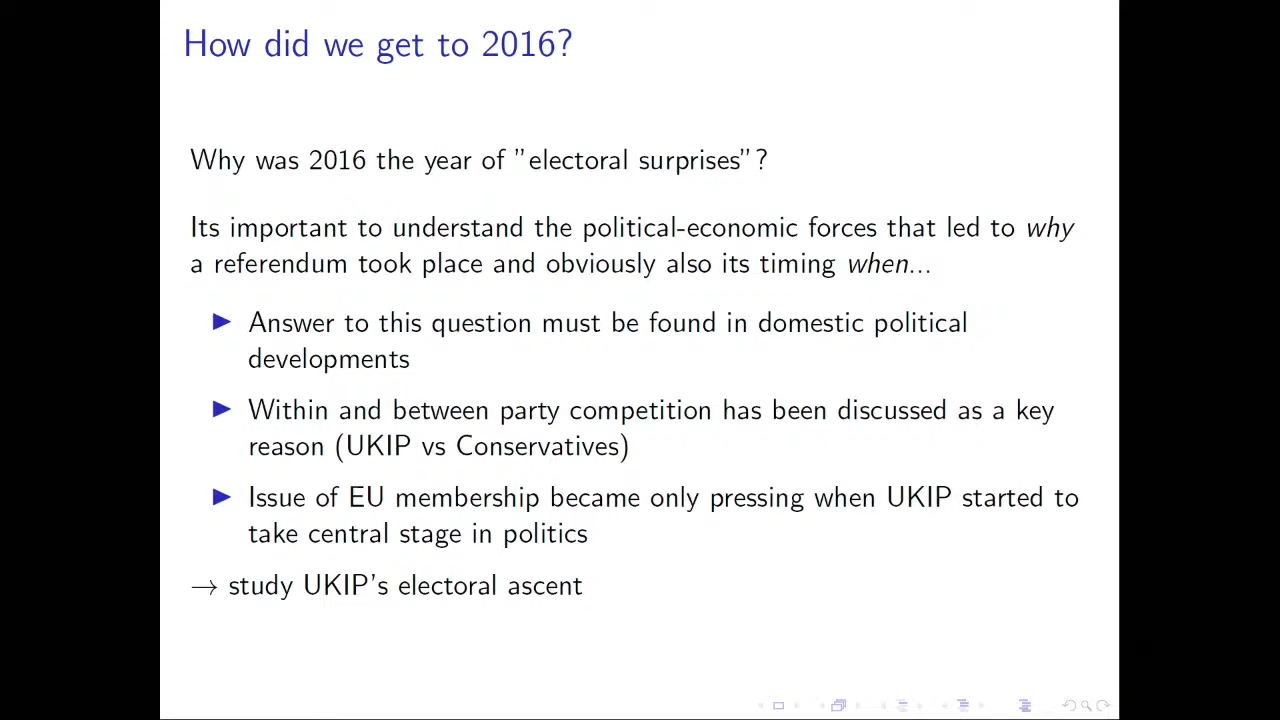 How did we get to 2016?
Why was 2016 the year of "electoral surprises"?
Its important to understand the political-economic forces that led to why
a referendum took place and obviously also its timing when...
▶ Answer to this question must be found in domestic political
developments
▶ Within and between party competition has been discussed as a key
reason (UKIP vs Conservatives)
▶ Issue of EU membership became only pressing when UKIP started to
take central stage in politics
→ study UKIP's electoral ascent